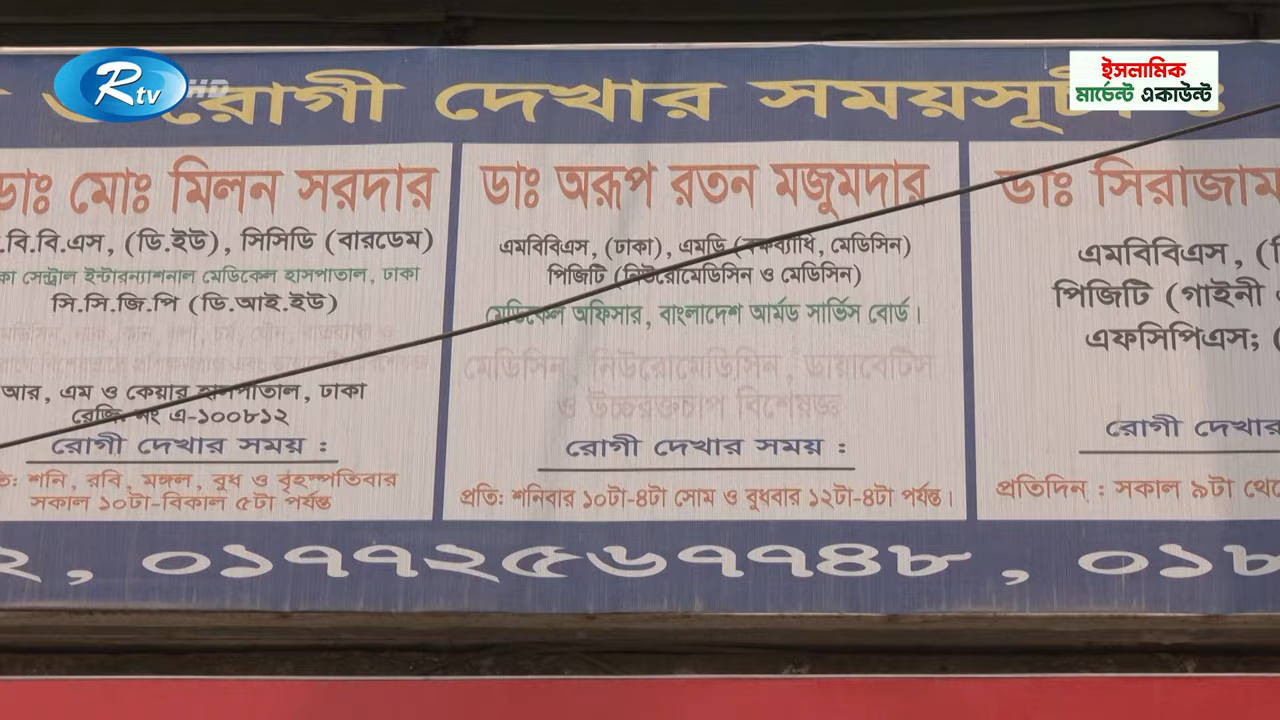 Rtv HD
ইসলামিক
মার্চেন্ট একাউন্ট
ও রোগী দেখার সময়সূচী
ডাঃ মোঃ মিলন সরদার
.বি.বি.এস, (ডি.ইউ), সিসিডি (বারডেম)
সেন্ট্রাল ইন্টারন্যাশনাল মেডিকেল হাসপাতাল, ঢাকা
সি.সি.জি.পি (ডি.আই.ইউ)
আর, এম ও কেয়ার হাসপাতাল, ঢাকা
রেজি: নং এ-১০০৮১২
রোগী দেখার সময় :
শনি, রবি, মঙ্গল, বুধ ও বৃহস্পতিবার
সকাল ১০টা-বিকাল ৫টা পর্যন্ত
ডাঃ অরূপ রতন মজুমদার
এমবিবিএস, (ঢাকা), এমডি (বক্ষব্যাধি, মেডিসিন)
পিজিটি (নিউরোমেডিসিন ও মেডিসিন)
মেডিকেল অফিসার, বাংলাদেশ আর্মড সার্ভিস বোর্ড।
মেডিসিন, নিউরোমেডিসিন, ডায়াবেটিস
ও উচ্চরক্তচাপ বিশেষজ্ঞ
রোগী দেখার সময় :
প্রতি: শনিবার ১০টা-৪টা সোম ও বুধবার ১২টা-৪টা পর্যন্ত।
ডাঃ সিরাজাম
এমবিবিএস, (
পিজিটি (গাইনী
এফসিপিএস; (
রোগী দেখার
প্রতিদিন : সকাল ৯টা থেকে
২, ০১৭৭২৫৬৭৭৪৮, ০১৮